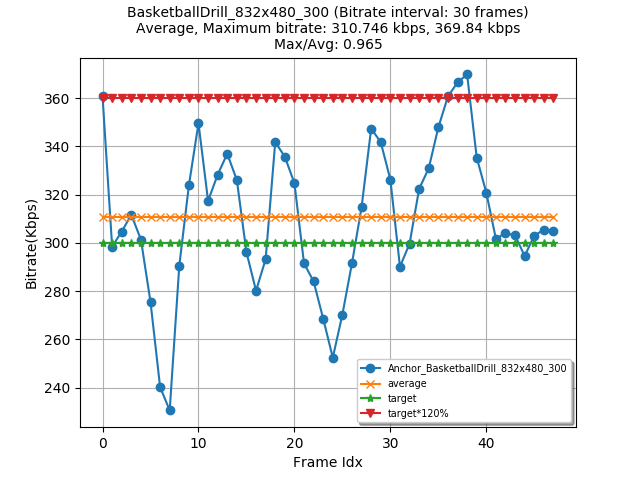 BasketballDrill_832x480_300 (Bitrate interval: 30 frames)
Average, Maximum bitrate: 310.746 kbps, 369.84 kbps
Max/Avg: 0.965
Bitrate(Kbps)
360
340
320
300
280
260
240
0 10 20 30 40
Frame Idx
Anchor_BasketballDrill_832x480_300
average
target
target*120%